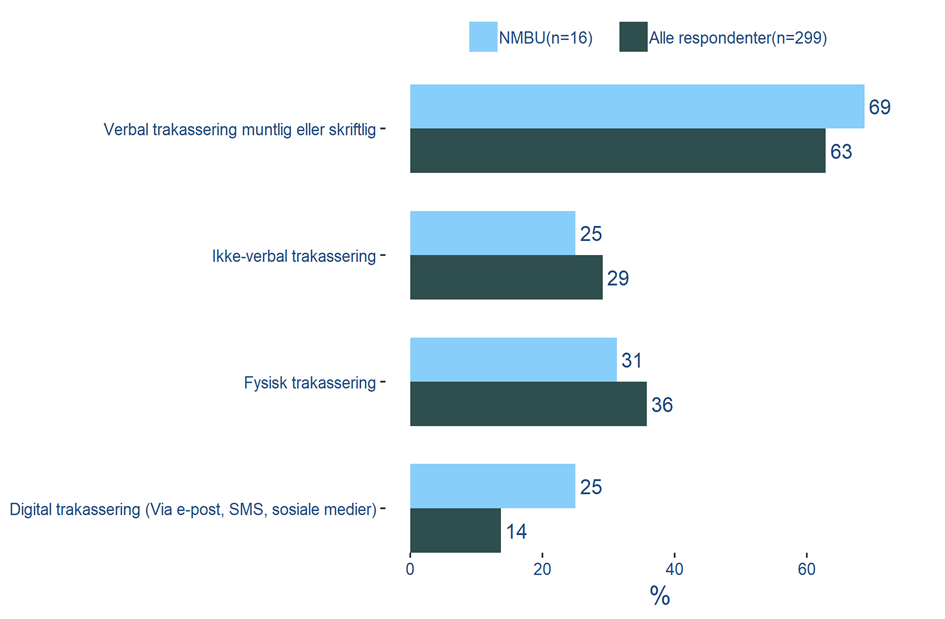 NMBU(n=16) Alle respondenter(n=299)
Verbal trakassering muntlig eller skriftlig
69
63
Ikke-verbal trakassering
25
29
Fysisk trakassering
31
36
Digital trakassering (Via e-post, SMS, sosiale medier)
25
14
0 20 40 60
%